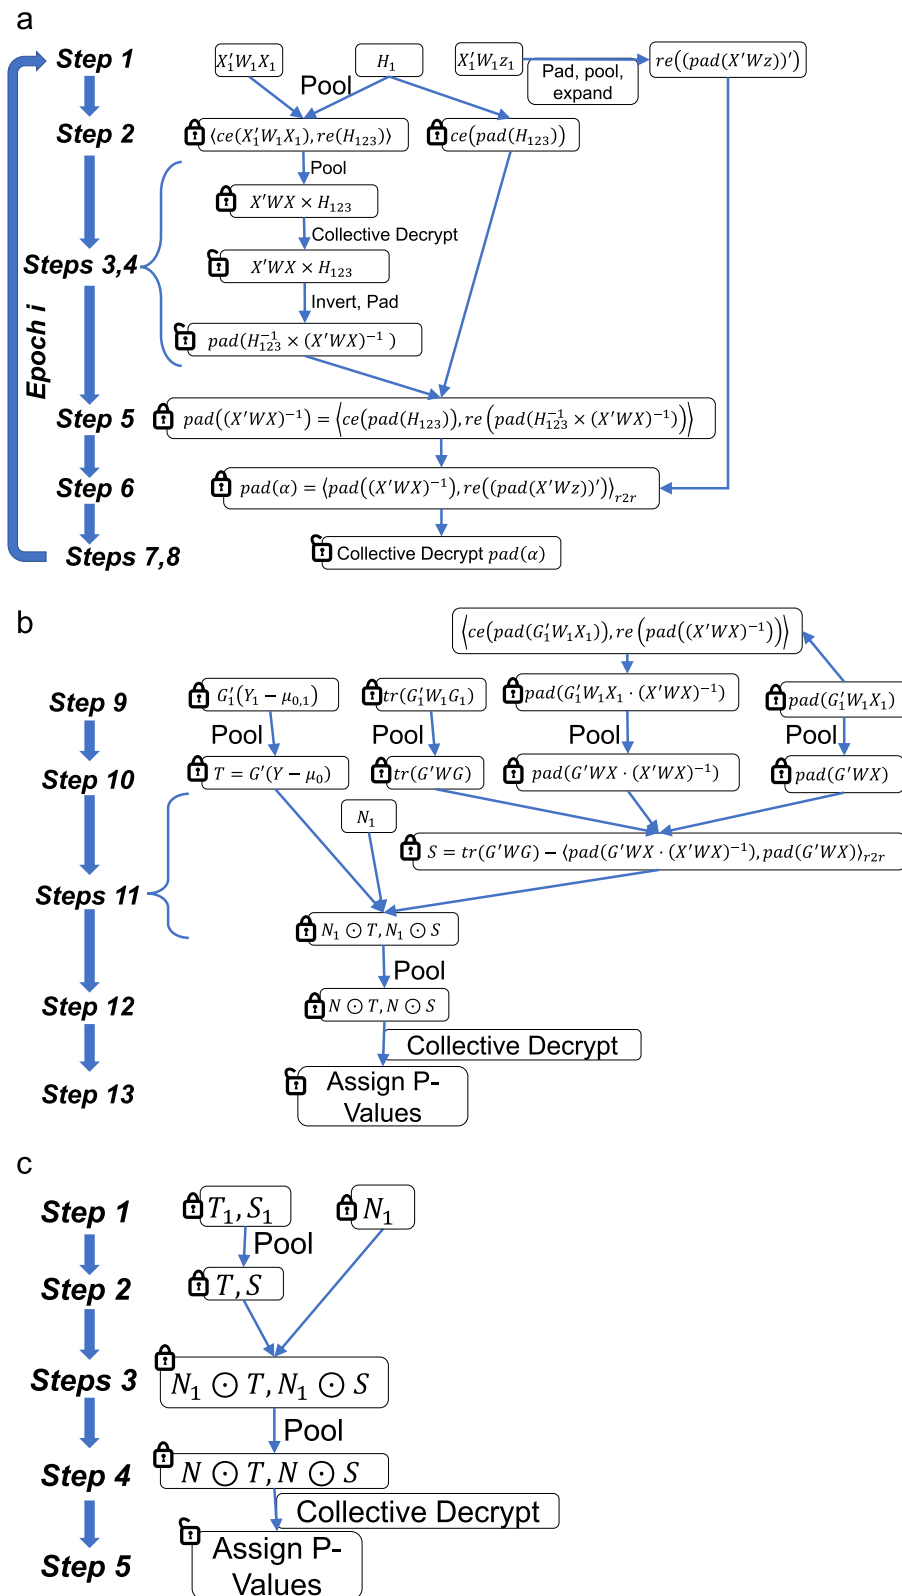 a
Step 1
X′₁W₁X₁
H₁
X′₁W₁z₁
re((pad(X′Wz))′)
Pool
Pad, pool,
expand
Step 2
⟨ce(X′₁W₁X₁), re(H₁₂₃)⟩
ce(pad(H₁₂₃))
Pool
X′WX × H₁₂₃
Collective Decrypt
Steps 3,4
X′WX × H₁₂₃
Invert, Pad
Epoch i
pad(H₁₂₃⁻¹ × (X′WX)⁻¹ )
Step 5
pad((X′WX)⁻¹) = ⟨ce(pad(H₁₂₃)), re(pad(H₁₂₃⁻¹ × (X′WX)⁻¹))⟩
Step 6
pad(α) = ⟨pad((X′WX)⁻¹), re((pad(X′Wz))′)⟩r2r
Steps 7,8
Collective Decrypt pad(α)
b
⟨ce(pad(G′₁W₁X₁)), re(pad((X′WX)⁻¹))⟩
Step 9
G′₁(Y₁ − μ₀,₁)
tr(G′₁W₁G₁)
pad(G′₁W₁X₁ · (X′WX)⁻¹)
pad(G′₁W₁X₁)
Pool
Pool
Pool
Pool
Step 10
T = G′(Y − μ₀)
tr(G′WG)
pad(G′WX · (X′WX)⁻¹)
pad(G′WX)
N₁
S = tr(G′WG) − ⟨pad(G′WX · (X′WX)⁻¹), pad(G′WX)⟩r2r
Steps 11
N₁ ⊙ T, N₁ ⊙ S
Pool
Step 12
N ⊙ T, N ⊙ S
Collective Decrypt
Step 13
Assign P-
Values
c
Step 1
T₁, S₁
N₁
Pool
Step 2
T, S
Steps 3
N₁ ⊙ T, N₁ ⊙ S
Pool
Step 4
N ⊙ T, N ⊙ S
Collective Decrypt
Step 5
Assign P-
Values